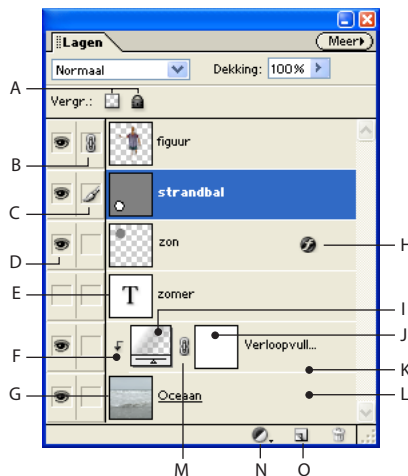 Lagen
Meer
Normaal Dekking: 100%
A
Vergr.:
B figuur
C strandbal
D zon H
E T zomer
I
J
F Verloopvull...
K
G Oceaan L
M N O